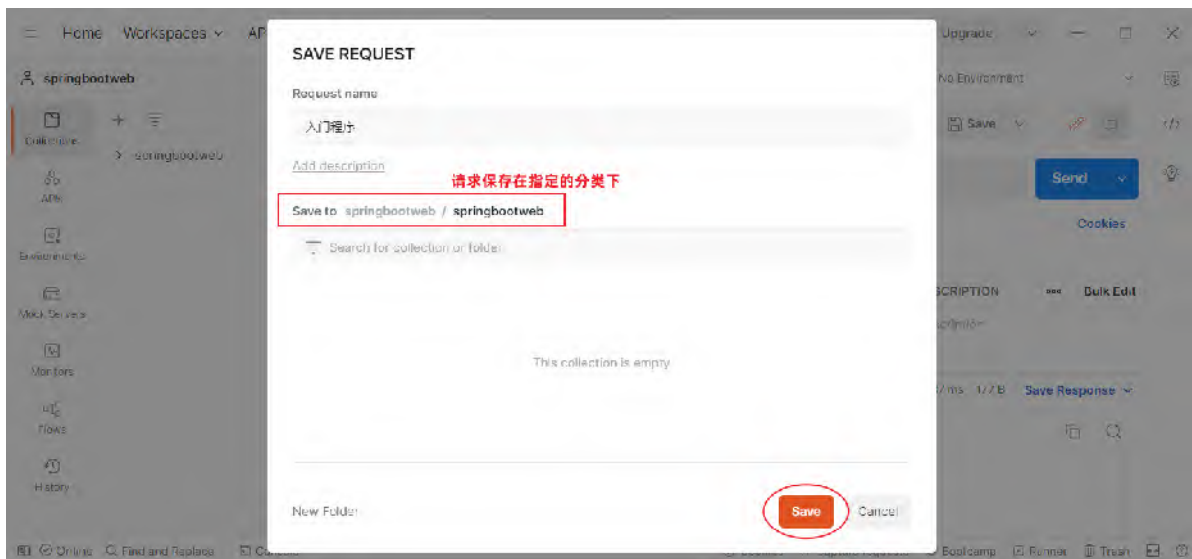 Home Workspaces AP
Upgrade
SAVE REQUEST
springbootweb
No Environment
Request name
入门程序
Save
Collections
springbootweb
Add description
请求保存在指定的分类下
Send
APIs
Save to springbootweb / springbootweb
Cookies
Search for collection or folder
Environments
SCRIPTION
Bulk Edit
Mock Servers
This collection is empty
Monitors
Save Response
Flows
History
New Folder
Save
Cancel
Online Find and Replace
Bootcamp Runner Trash